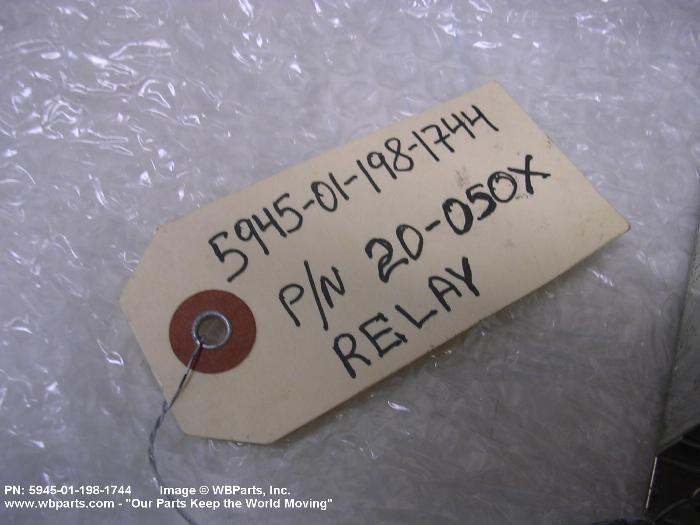 5945-01-198-1744
P/N 20-050X
RELAY
PN: 5945-01-198-1744 Image © WBParts, Inc.
www.wbparts.com - "Our Parts Keep the World Moving"